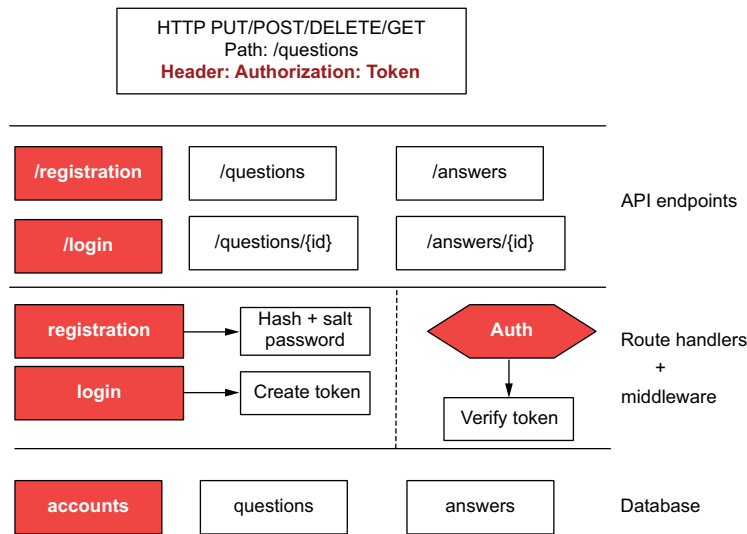 HTTP PUT/POST/DELETE/GET
Path: /questions
Header: Authorization: Token
/registration
/questions
/answers
/login
/questions/{id}
/answers/{id}
API endpoints
registration
Hash + salt
password
login
Create token
Auth
Verify token
Route handlers
+
middleware
accounts
questions
answers
Database